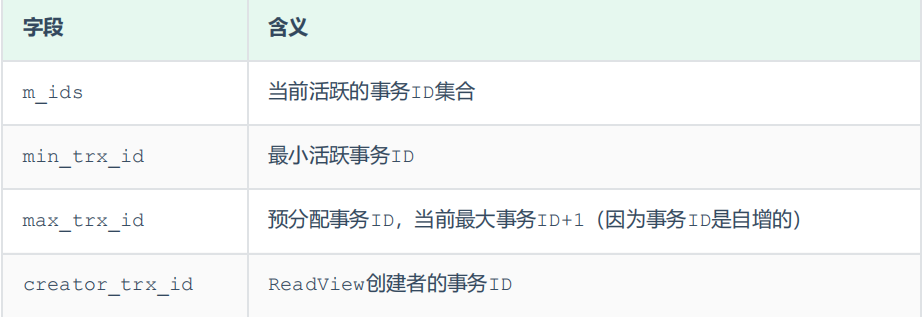 字段 含义
m_ids 当前活跃的事务ID集合
min_trx_id 最小活跃事务ID
max_trx_id 预分配事务ID，当前最大事务ID+1（因为事务ID是自增的）
creator_trx_id ReadView创建者的事务ID